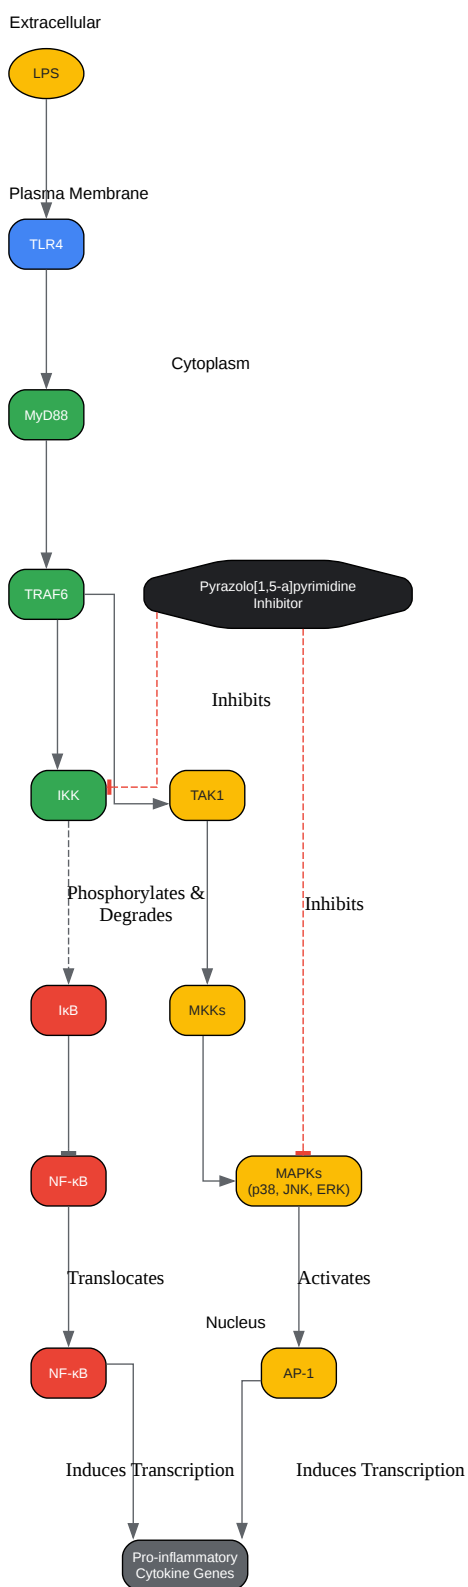 Extracellular
LPS
Plasma Membrane
TLR4
Cytoplasm
MyD88
TRAF6
Pyrazolo[1,5-a]pyrimidine
Inhibitor
Inhibits
IKK
TAK1
Phosphorylates &
Degrades
Inhibits
IκB
MKKs
NF-κB
MAPKs
(p38, JNK, ERK)
Translocates
Activates
Nucleus
NF-κB
AP-1
Induces Transcription
Induces Transcription
Pro-inflammatory
Cytokine Genes